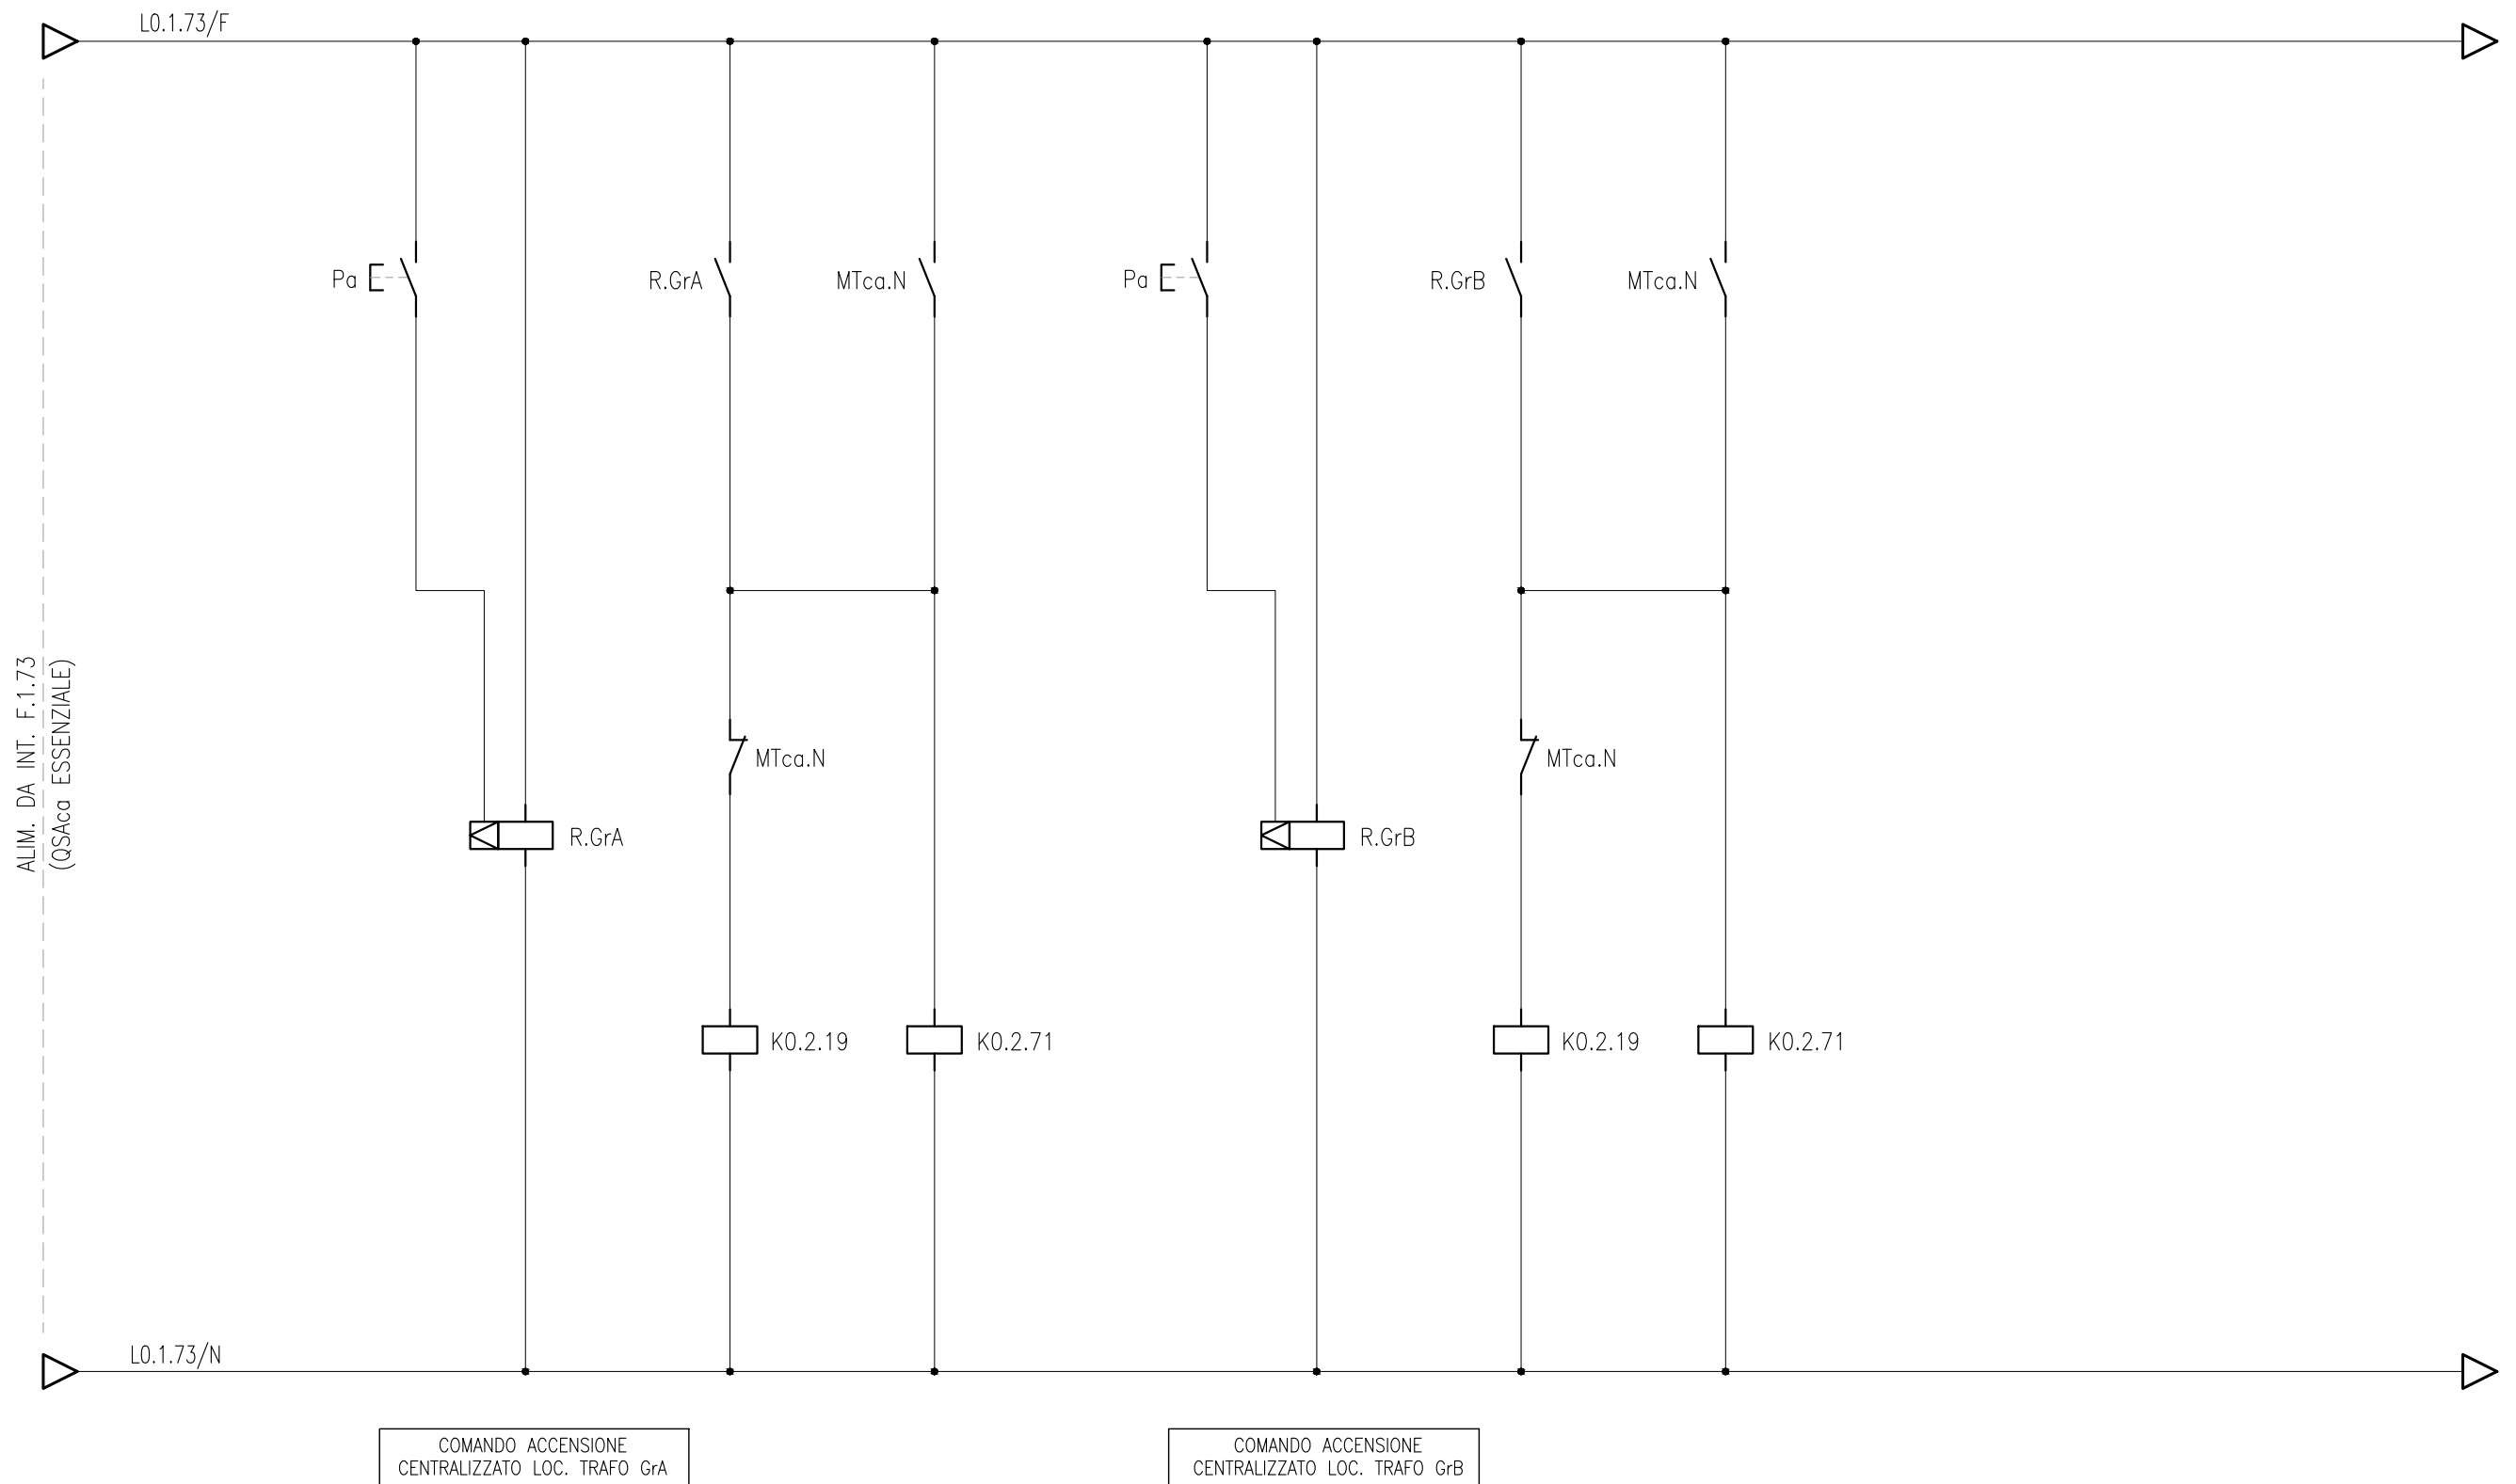 L0.1.73/F
Pa
R.GrA
MTca.N
Pa
R.GrB
MTca.N
ALIM. DA INT. F.1.73
(QSAca ESSENZIALE)
MTca.N
MTca.N
R.GrA
R.GrB
K0.2.19
K0.2.71
K0.2.19
K0.2.71
L0.1.73/N
COMANDO ACCENSIONE
CENTRALIZZATO LOC. TRAFO GrA
COMANDO ACCENSIONE
CENTRALIZZATO LOC. TRAFO GrB